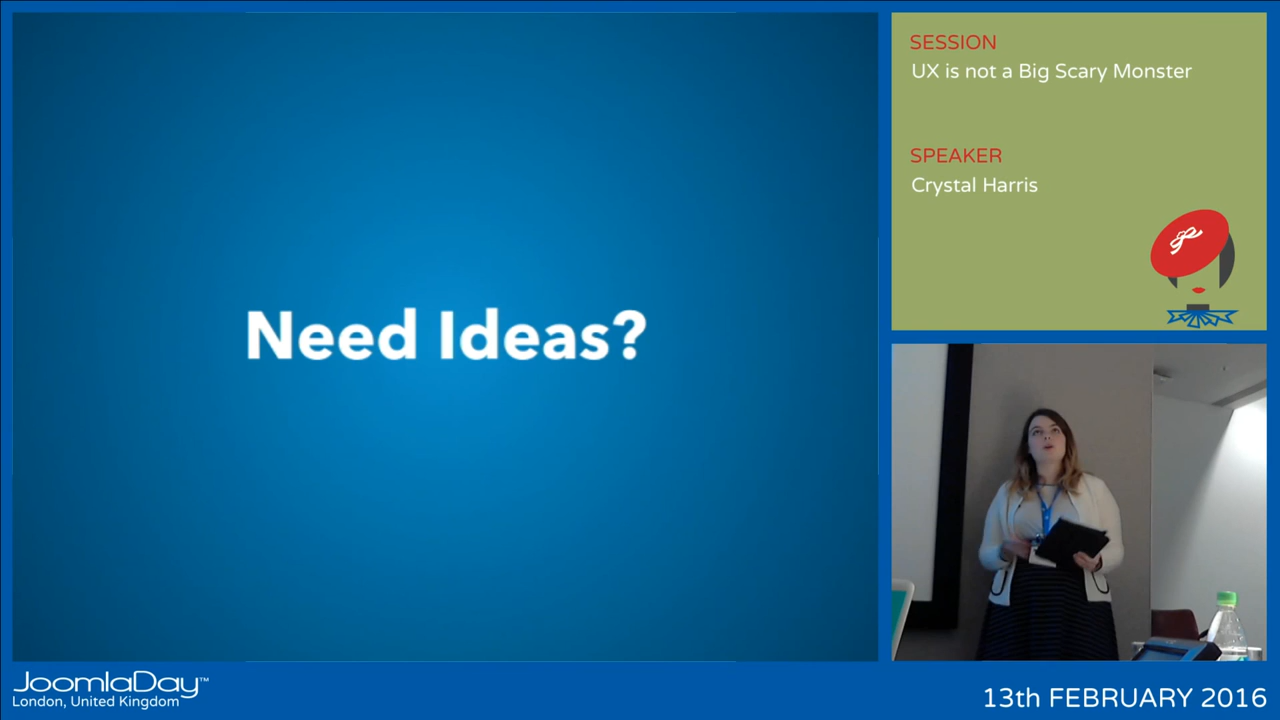 Need Ideas?
SESSION
UX is not a Big Scary Monster
SPEAKER
Crystal Harris
JoomlaDay™
London, United Kingdom
13th FEBRUARY 2016